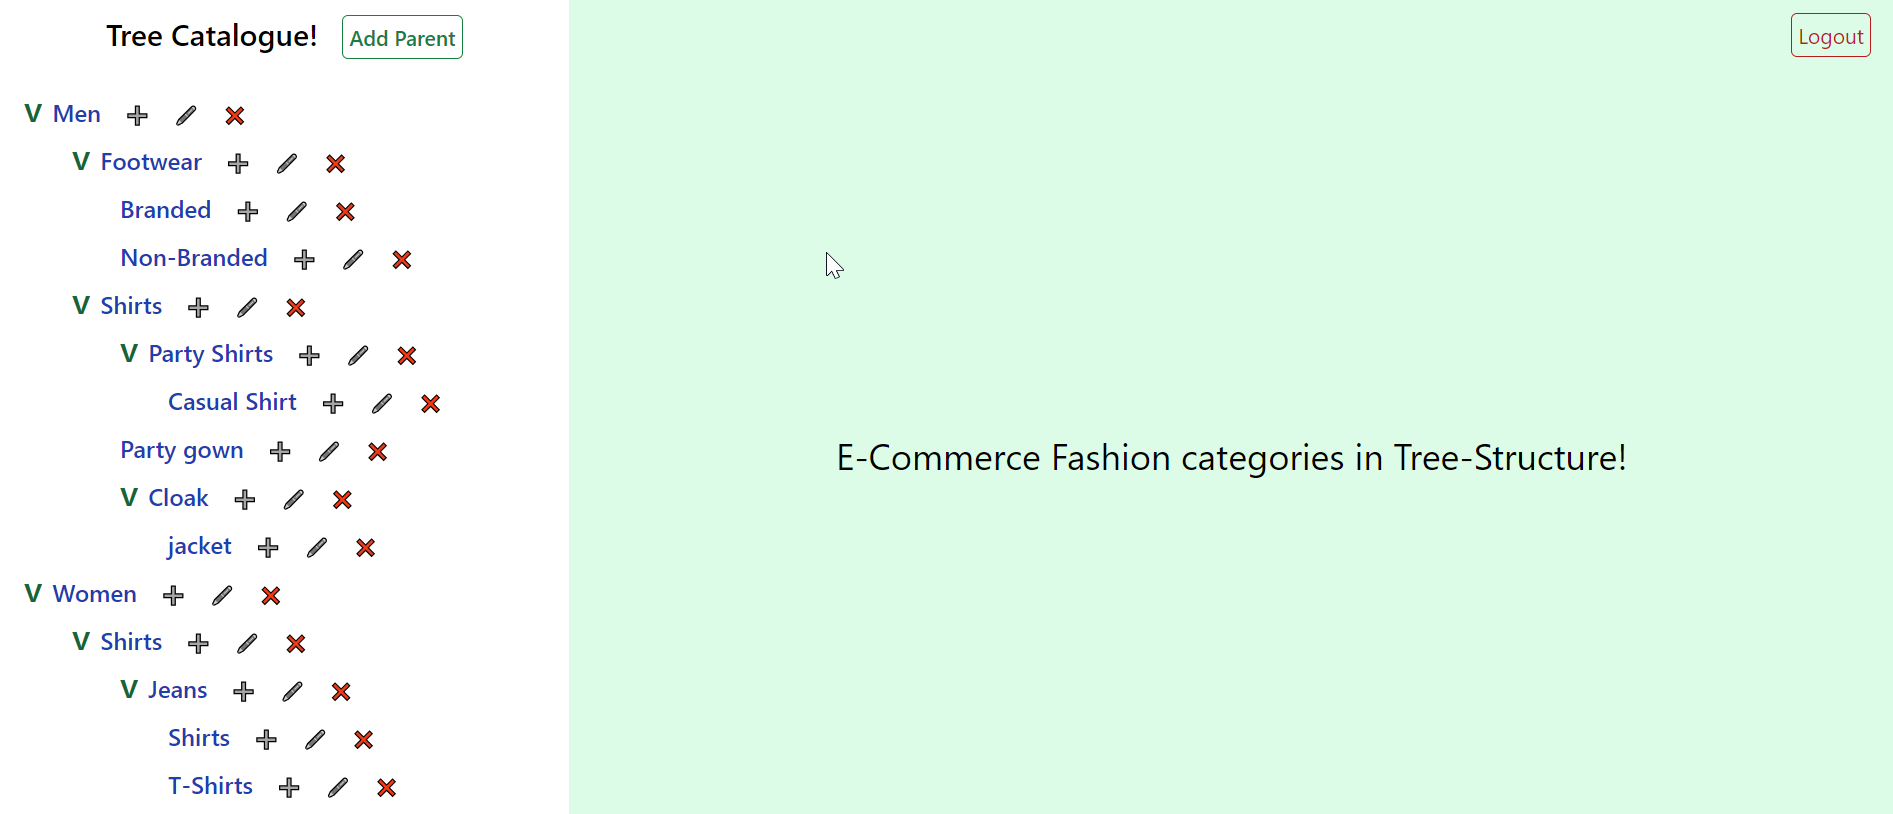 Tree Catalogue! Add Parent
Logout
V Men
V Footwear
Branded
Non-Branded
V Shirts
V Party Shirts
Casual Shirt
Party gown
V Cloak
jacket
V Women
V Shirts
V Jeans
Shirts
T-Shirts
E-Commerce Fashion categories in Tree-Structure!